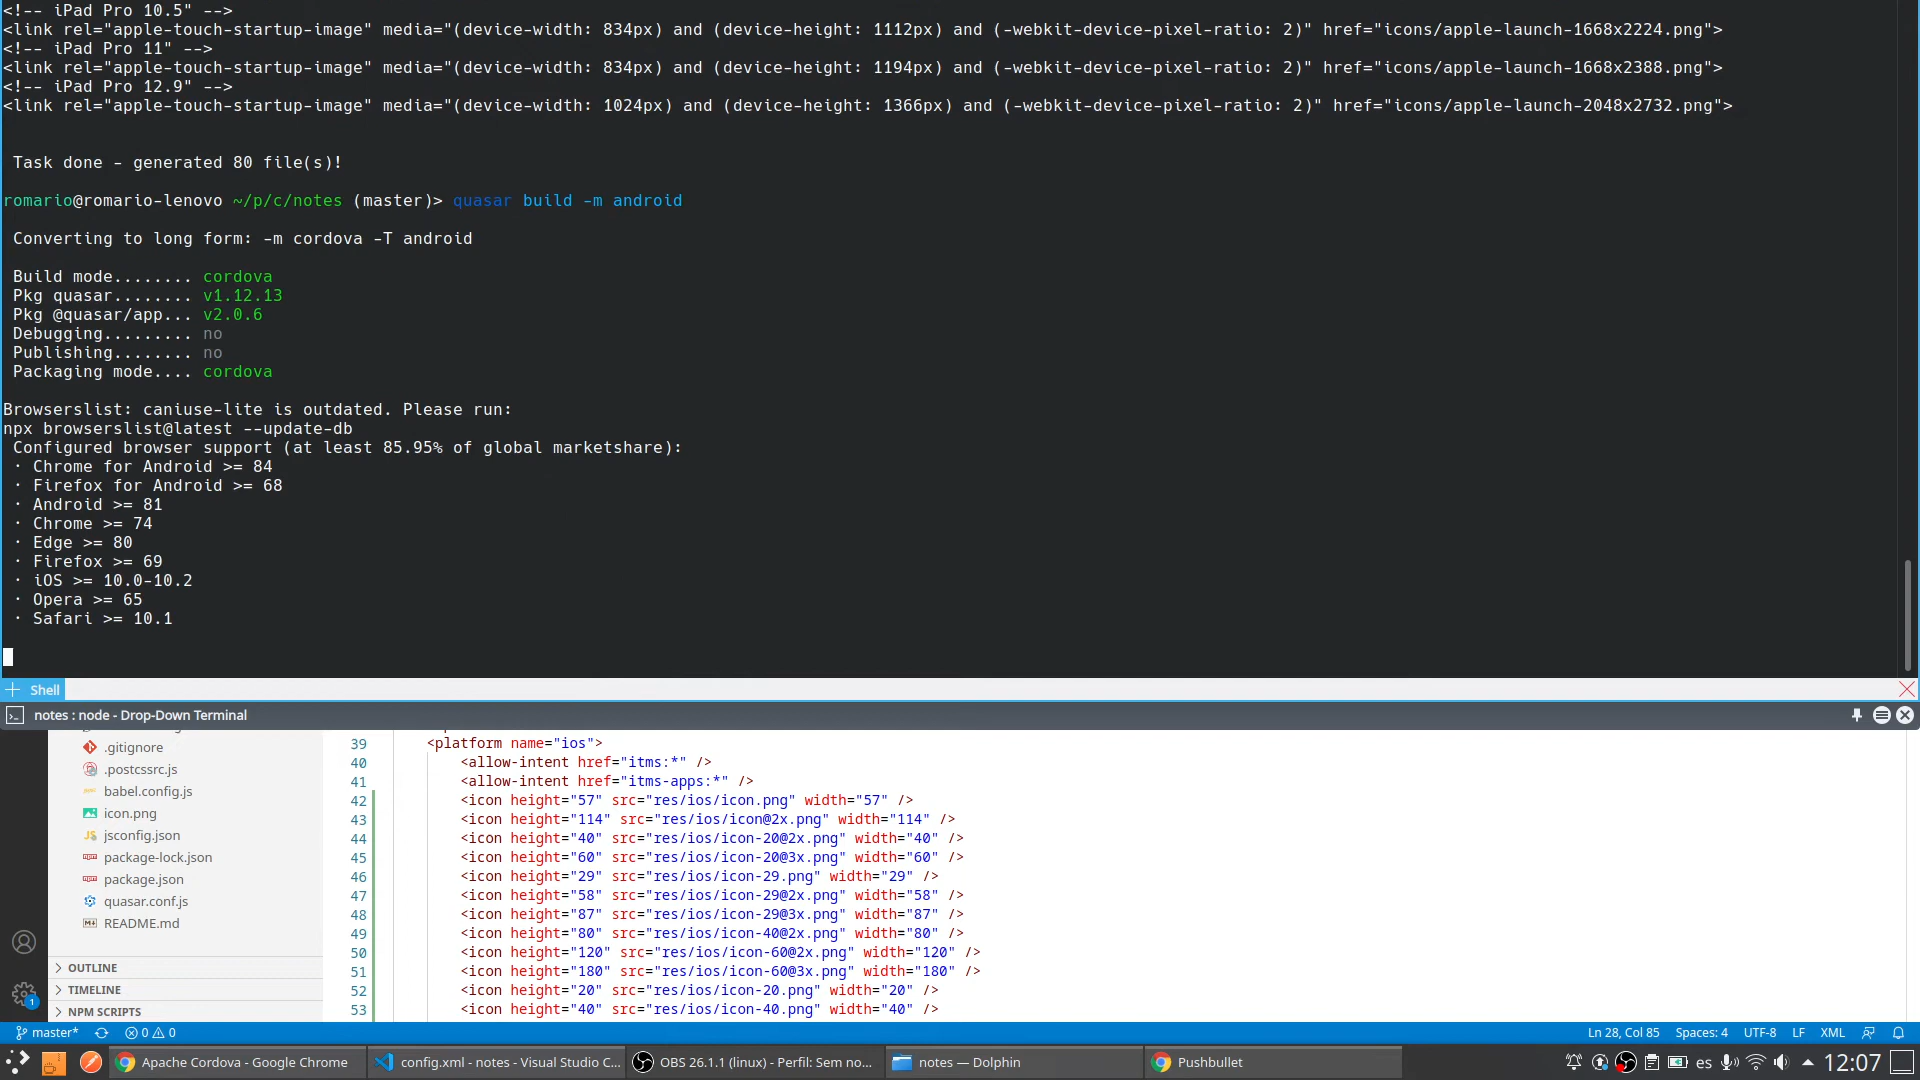 <!-- iPad Pro 10.5" -->
<link rel="apple-touch-startup-image" media="(device-width: 834px) and (device-height: 1112px) and (-webkit-device-pixel-ratio: 2)" href="icons/apple-launch-1668x2224.png">
<!-- iPad Pro 11" -->
<link rel="apple-touch-startup-image" media="(device-width: 834px) and (device-height: 1194px) and (-webkit-device-pixel-ratio: 2)" href="icons/apple-launch-1668x2388.png">
<!-- iPad Pro 12.9" -->
<link rel="apple-touch-startup-image" media="(device-width: 1024px) and (device-height: 1366px) and (-webkit-device-pixel-ratio: 2)" href="icons/apple-launch-2048x2732.png">
Task done - generated 80 file(s)!
romario@romario-lenovo ~/p/c/notes (master)> quasar build -m android
Converting to long form: -m cordova -T android
Build mode........ cordova
Pkg quasar........ v1.12.13
Pkg @quasar/app... v2.0.6
Debugging......... no
Publishing........ no
Packaging mode.... cordova
Browserslist: caniuse-lite is outdated. Please run:
npx browserslist@latest --update-db
Configured browser support (at least 85.95% of global marketshare):
· Chrome for Android >= 84
· Firefox for Android >= 68
· Android >= 81
· Chrome >= 74
· Edge >= 80
· Firefox >= 69
· iOS >= 10.0-10.2
· Opera >= 65
· Safari >= 10.1
Shell
notes : node - Drop-Down Terminal
.gitignore
.postcssrc.js
babel.config.js
icon.png
jsconfig.json
package-lock.json
package.json
quasar.conf.js
README.md
OUTLINE
TIMELINE
NPM SCRIPTS
39 <platform name="ios">
40 <allow-intent href="itms:*" />
41 <allow-intent href="itms-apps:*" />
42 <icon height="57" src="res/ios/icon.png" width="57" />
43 <icon height="114" src="res/ios/icon@2x.png" width="114" />
44 <icon height="40" src="res/ios/icon-20@2x.png" width="40" />
45 <icon height="60" src="res/ios/icon-20@3x.png" width="60" />
46 <icon height="29" src="res/ios/icon-29.png" width="29" />
47 <icon height="58" src="res/ios/icon-29@2x.png" width="58" />
48 <icon height="87" src="res/ios/icon-29@3x.png" width="87" />
49 <icon height="80" src="res/ios/icon-40@2x.png" width="80" />
50 <icon height="120" src="res/ios/icon-60@2x.png" width="120" />
51 <icon height="180" src="res/ios/icon-60@3x.png" width="180" />
52 <icon height="20" src="res/ios/icon-20.png" width="20" />
53 <icon height="40" src="res/ios/icon-40.png" width="40" />
1
master* 0 0 Ln 28, Col 85 Spaces: 4 UTF-8 LF XML
Apache Cordova - Google Chrome config.xml - notes - Visual Studio C... OBS 26.1.1 (linux) - Perfil: Sem no... notes — Dolphin Pushbullet es 12:07